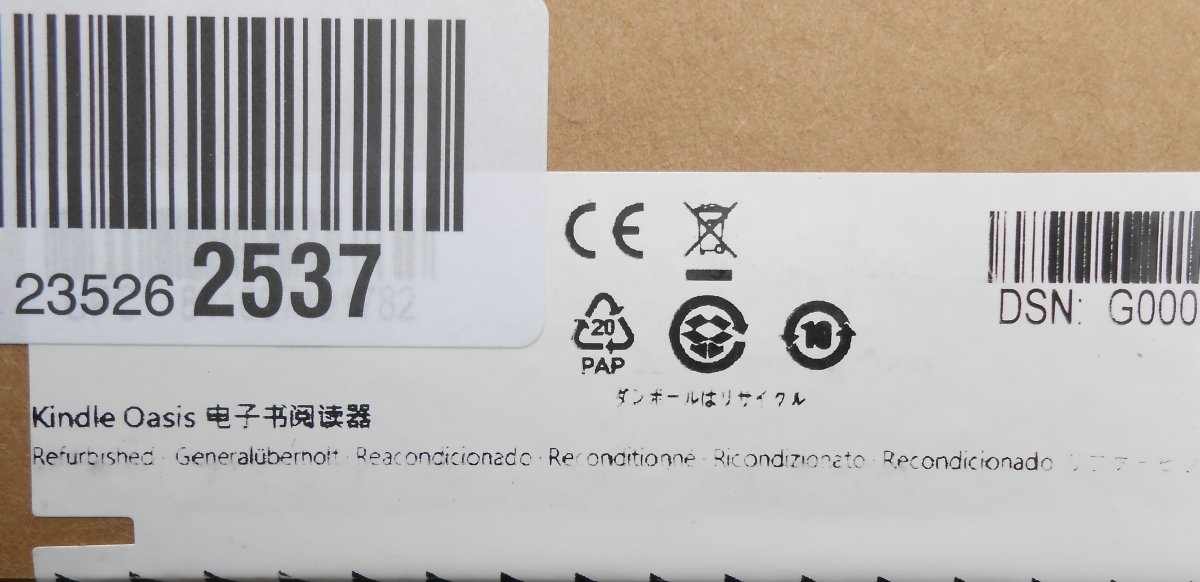 23526 2537
CE
DSN: G000
20
PAP
10
ダンボールはリサイクル
Kindle Oasis 电子书阅读器
Refurbished · Generalüberholt · Reacondicionado · Reconditionné · Ricondizionato · Recondicionado